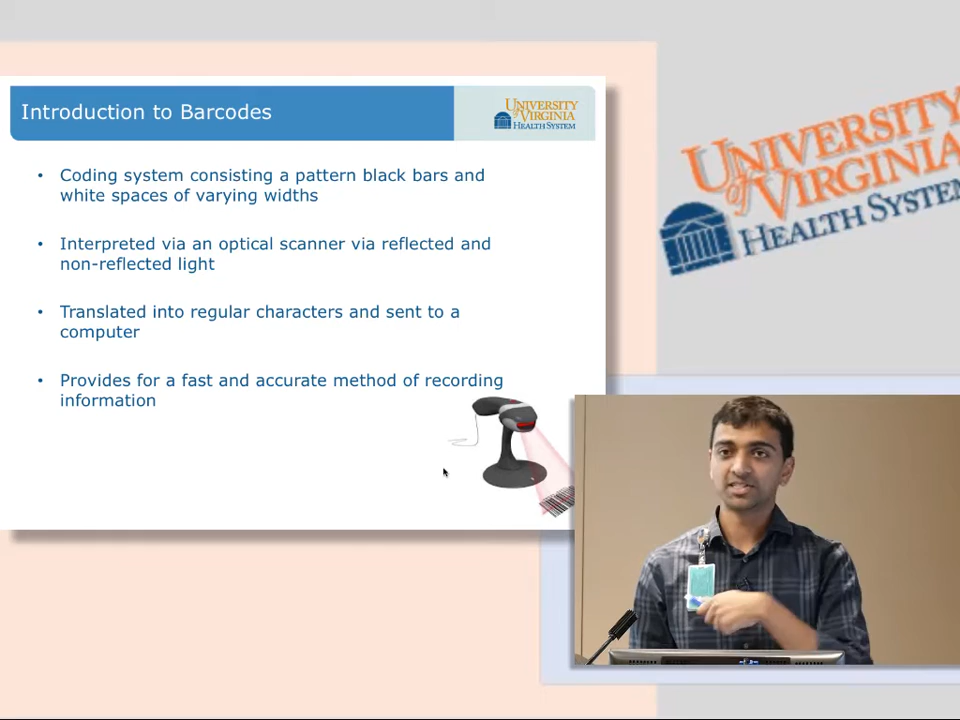 Introduction to Barcodes
UNIVERSITY
of VIRGINIA
HEALTH SYSTEM
• Coding system consisting a pattern black bars and
white spaces of varying widths
• Interpreted via an optical scanner via reflected and
non-reflected light
• Translated into regular characters and sent to a
computer
• Provides for a fast and accurate method of recording
information
UNIVERSITY
of VIRGINIA
HEALTH SYSTEM